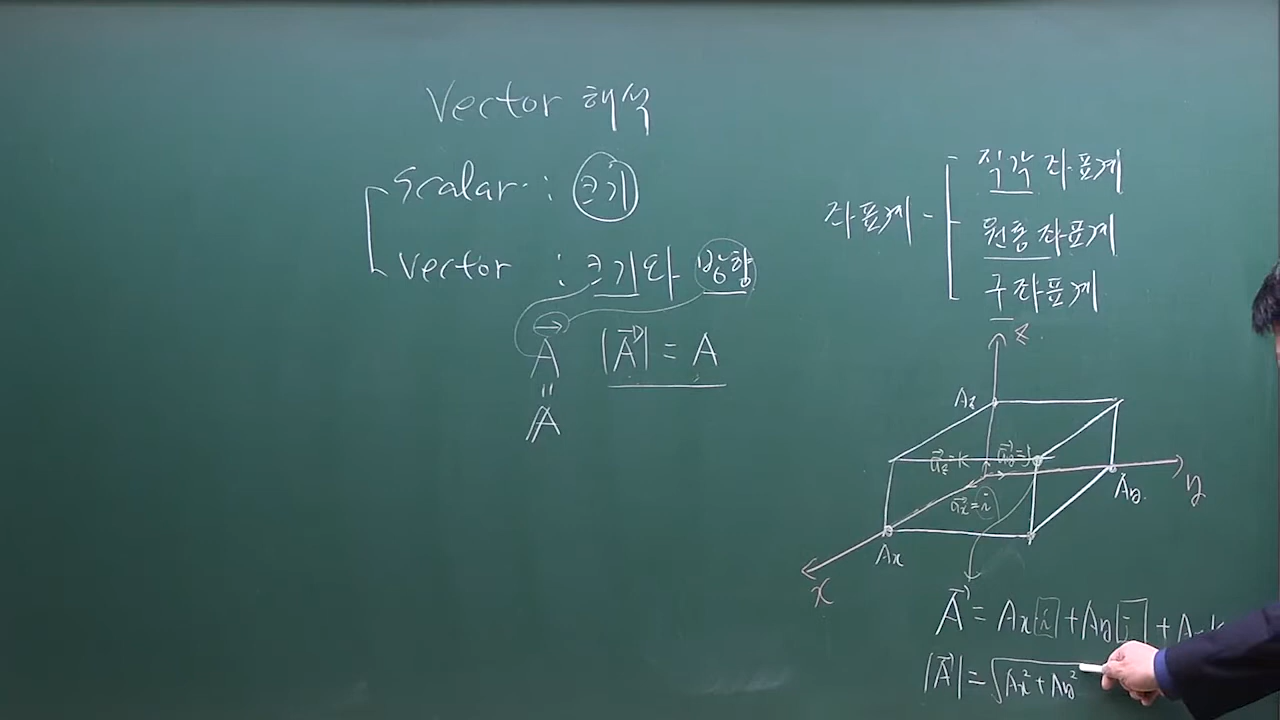 Vector 해석
Scalar : 크기
Vector : 크기와 방향
A⃗ |A⃗| = A
=
A
좌표계 - 직각좌표계
원통좌표계
구좌표계
z
Az
a⃗z=k a⃗y=j
y
Ay
a⃗x=i
Ax
x
A⃗ = Ax i + Ay j + Az k
|A⃗| = √Ax² + Ay²